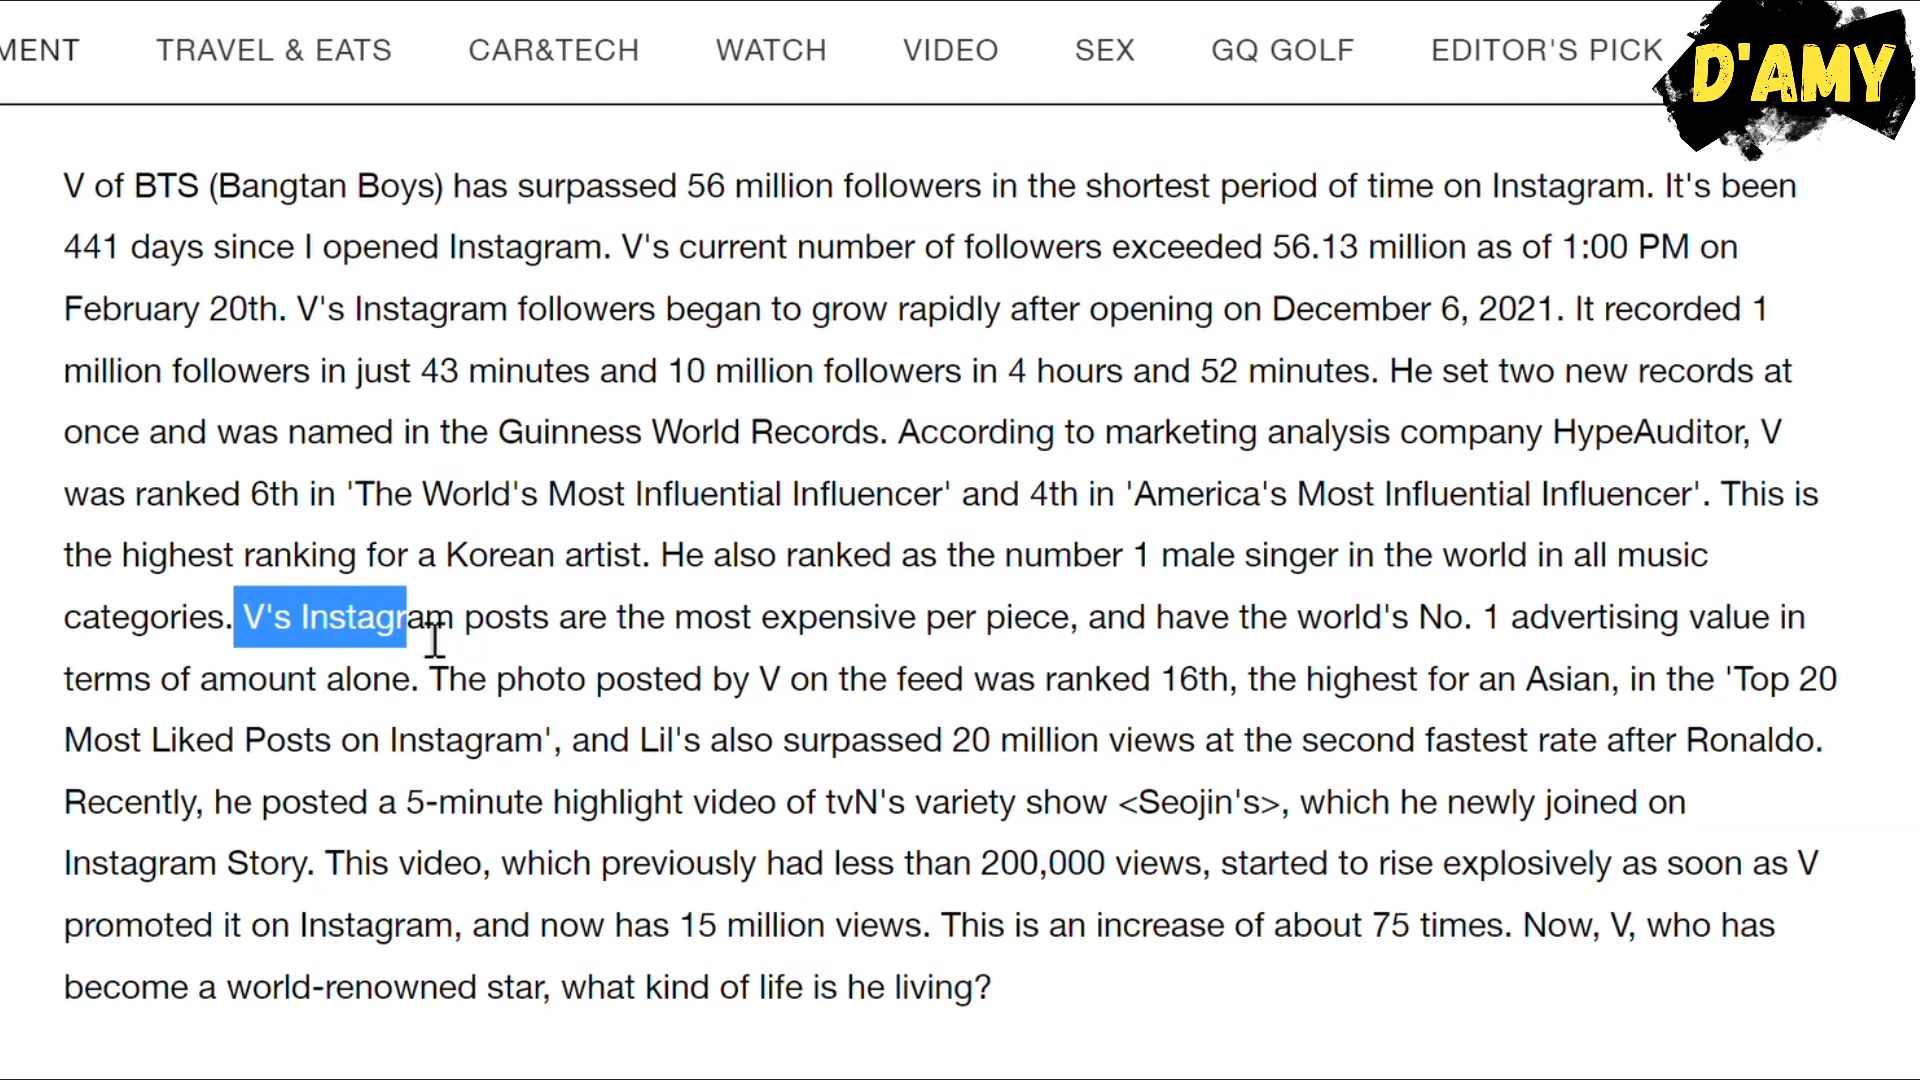 MENT TRAVEL & EATS CAR&TECH WATCH VIDEO SEX GQ GOLF EDITOR'S PICK
D'AMY
V of BTS (Bangtan Boys) has surpassed 56 million followers in the shortest period of time on Instagram. It's been
441 days since I opened Instagram. V's current number of followers exceeded 56.13 million as of 1:00 PM on
February 20th. V's Instagram followers began to grow rapidly after opening on December 6, 2021. It recorded 1
million followers in just 43 minutes and 10 million followers in 4 hours and 52 minutes. He set two new records at
once and was named in the Guinness World Records. According to marketing analysis company HypeAuditor, V
was ranked 6th in 'The World's Most Influential Influencer' and 4th in 'America's Most Influential Influencer'. This is
the highest ranking for a Korean artist. He also ranked as the number 1 male singer in the world in all music
categories. V's Instagram posts are the most expensive per piece, and have the world's No. 1 advertising value in
terms of amount alone. The photo posted by V on the feed was ranked 16th, the highest for an Asian, in the 'Top 20
Most Liked Posts on Instagram', and Lil's also surpassed 20 million views at the second fastest rate after Ronaldo.
Recently, he posted a 5-minute highlight video of tvN's variety show <Seojin's>, which he newly joined on
Instagram Story. This video, which previously had less than 200,000 views, started to rise explosively as soon as V
promoted it on Instagram, and now has 15 million views. This is an increase of about 75 times. Now, V, who has
become a world-renowned star, what kind of life is he living?